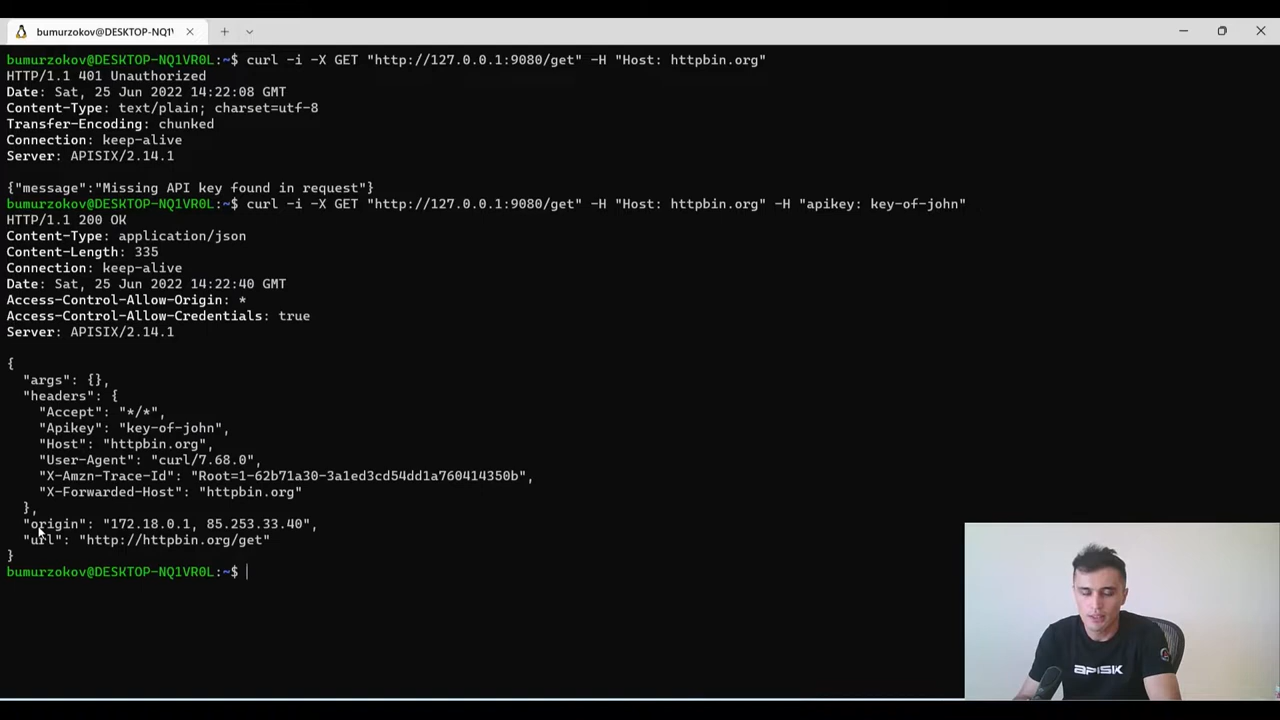 bumurzokov@DESKTOP-NQ1V
bumurzokov@DESKTOP-NQ1VR0L:~$ curl -i -X GET "http://127.0.0.1:9080/get" -H "Host: httpbin.org"
HTTP/1.1 401 Unauthorized
Date: Sat, 25 Jun 2022 14:22:08 GMT
Content-Type: text/plain; charset=utf-8
Transfer-Encoding: chunked
Connection: keep-alive
Server: APISIX/2.14.1
{"message":"Missing API key found in request"}
bumurzokov@DESKTOP-NQ1VR0L:~$ curl -i -X GET "http://127.0.0.1:9080/get" -H "Host: httpbin.org" -H "apikey: key-of-john"
HTTP/1.1 200 OK
Content-Type: application/json
Content-Length: 335
Connection: keep-alive
Date: Sat, 25 Jun 2022 14:22:40 GMT
Access-Control-Allow-Origin: *
Access-Control-Allow-Credentials: true
Server: APISIX/2.14.1
{
  "args": {},
  "headers": {
    "Accept": "*/*",
    "Apikey": "key-of-john",
    "Host": "httpbin.org",
    "User-Agent": "curl/7.68.0",
    "X-Amzn-Trace-Id": "Root=1-62b71a30-3a1ed3cd54dd1a760414350b",
    "X-Forwarded-Host": "httpbin.org"
  },
  "origin": "172.18.0.1, 85.253.33.40",
  "url": "http://httpbin.org/get"
}
bumurzokov@DESKTOP-NQ1VR0L:~$
APISIX